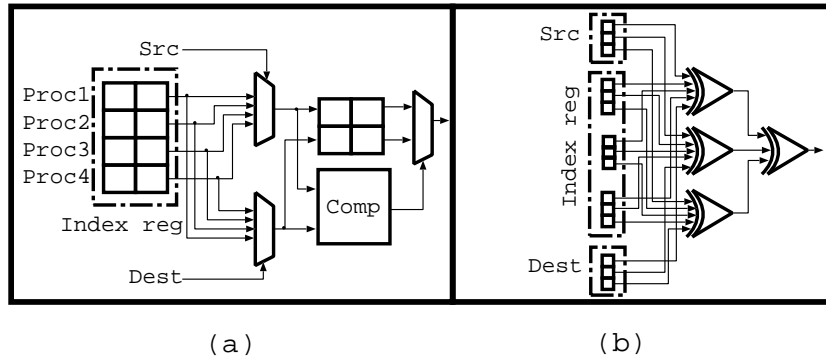 Src
Proc1
Proc2
Proc3
Proc4
Index reg
Comp
Dest
Src
Index reg
Dest
(a)
(b)